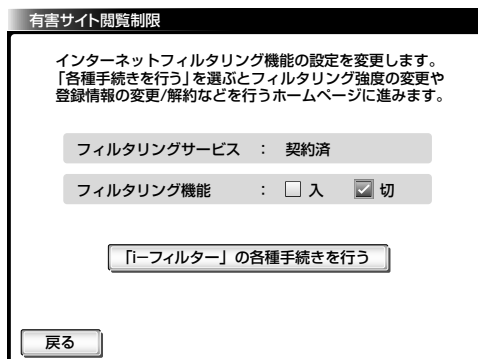 有害サイト閲覧制限
インターネットフィルタリング機能の設定を変更します。
「各種手続きを行う」を選ぶとフィルタリング強度の変更や
登録情報の変更/解約などを行うホームページに進みます。
フィルタリングサービス : 契約済
フィルタリング機能 : 入 切
「i-フィルター」の各種手続きを行う
戻る